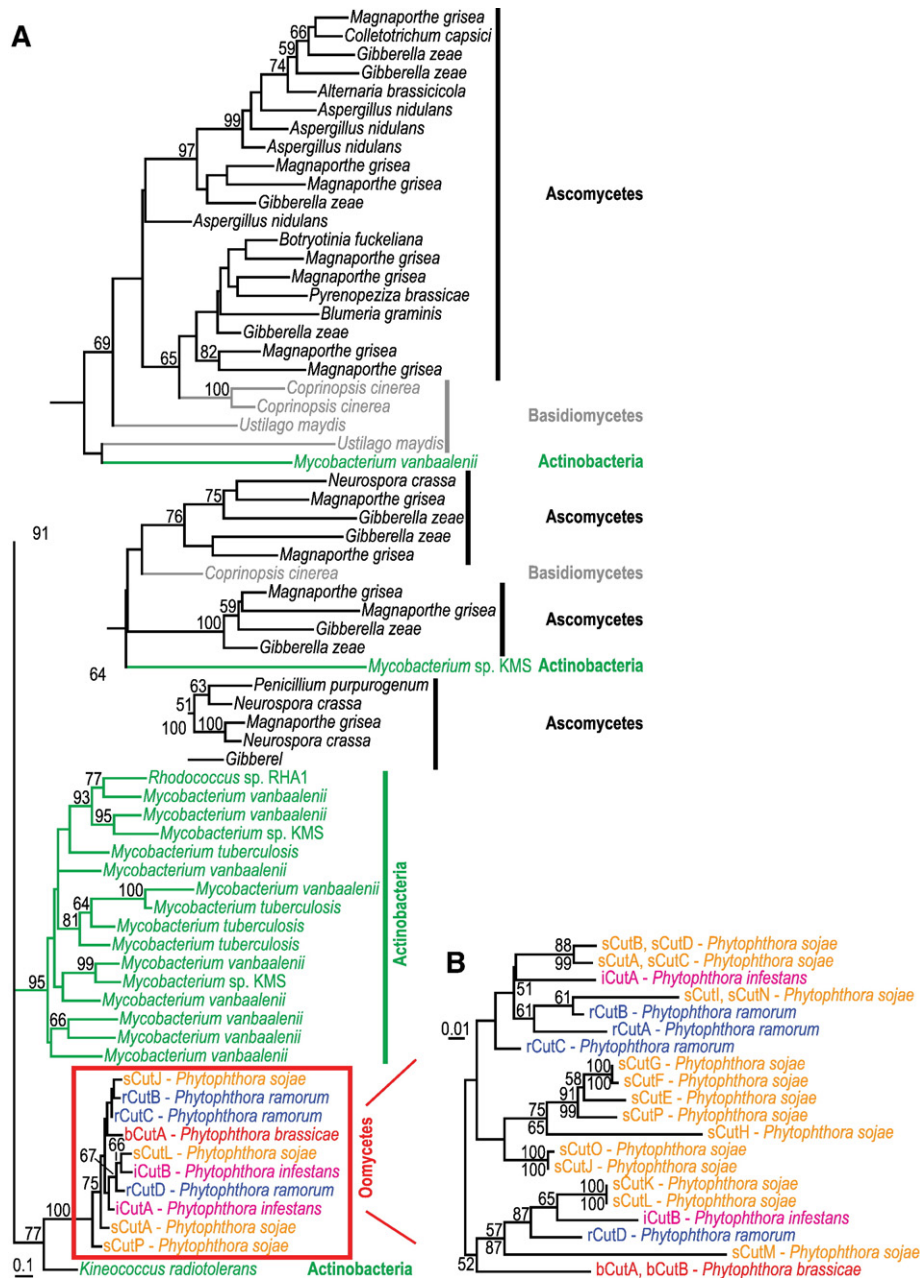 A
66
59
74
99
97
69
65
82
100
Magnaporthe grisea
Colletotrichum capsici
Gibberella zeae
Gibberella zeae
Alternaria brassicicola
Aspergillus nidulans
Aspergillus nidulans
Aspergillus nidulans
Magnaporthe grisea
Magnaporthe grisea
Gibberella zeae
Aspergillus nidulans
Botryotinia fuckeliana
Magnaporthe grisea
Magnaporthe grisea
Pyrenopeziza brassicae
Blumeria graminis
Gibberella zeae
Magnaporthe grisea
Magnaporthe grisea
Ascomycetes
Coprinopsis cinerea
Coprinopsis cinerea
Ustilago maydis
Ustilago maydis
Basidiomycetes
Mycobacterium vanbaalenii Actinobacteria
91
75
76
59
100
64
Neurospora crassa
Magnaporthe grisea
Gibberella zeae
Gibberella zeae
Magnaporthe grisea
Ascomycetes
Coprinopsis cinerea Basidiomycetes
Magnaporthe grisea
Magnaporthe grisea
Gibberella zeae
Gibberella zeae
Ascomycetes
Mycobacterium sp. KMS Actinobacteria
63
51
100
100
Penicillium purpurogenum
Neurospora crassa
Magnaporthe grisea
Neurospora crassa
Gibberel
Ascomycetes
77
93
95
100
64
81
99
95
66
Rhodococcus sp. RHA1
Mycobacterium vanbaalenii
Mycobacterium vanbaalenii
Mycobacterium sp. KMS
Mycobacterium tuberculosis
Mycobacterium vanbaalenii
Mycobacterium vanbaalenii
Mycobacterium tuberculosis
Mycobacterium tuberculosis
Mycobacterium tuberculosis
Mycobacterium vanbaalenii
Mycobacterium sp. KMS
Mycobacterium vanbaalenii
Mycobacterium vanbaalenii
Mycobacterium vanbaalenii
Mycobacterium vanbaalenii
Actinobacteria
sCutJ - Phytophthora sojae
rCutB - Phytophthora ramorum
rCutC - Phytophthora ramorum
bCutA - Phytophthora brassicae
sCutL - Phytophthora sojae
iCutB - Phytophthora infestans
rCutD - Phytophthora ramorum
iCutA - Phytophthora infestans
sCutA - Phytophthora sojae
sCutP - Phytophthora sojae
Oomycetes
66
67
75
100
77
0.1
Kineococcus radiotolerans Actinobacteria
B
88
99
51
61
61
0.01
58
100
100
91
99
75
65
100
100
100
100
65
87
57
87
52
sCutB, sCutD - Phytophthora sojae
sCutA, sCutC - Phytophthora sojae
iCutA - Phytophthora infestans
sCutI, sCutN - Phytophthora sojae
rCutB - Phytophthora ramorum
rCutA - Phytophthora ramorum
rCutC - Phytophthora ramorum
sCutG - Phytophthora sojae
sCutF - Phytophthora sojae
sCutE - Phytophthora sojae
sCutP - Phytophthora sojae
sCutH - Phytophthora sojae
sCutO - Phytophthora sojae
sCutJ - Phytophthora sojae
sCutK - Phytophthora sojae
sCutL - Phytophthora sojae
iCutB - Phytophthora infestans
rCutD - Phytophthora ramorum
sCutM - Phytophthora sojae
bCutA, bCutB - Phytophthora brassicae